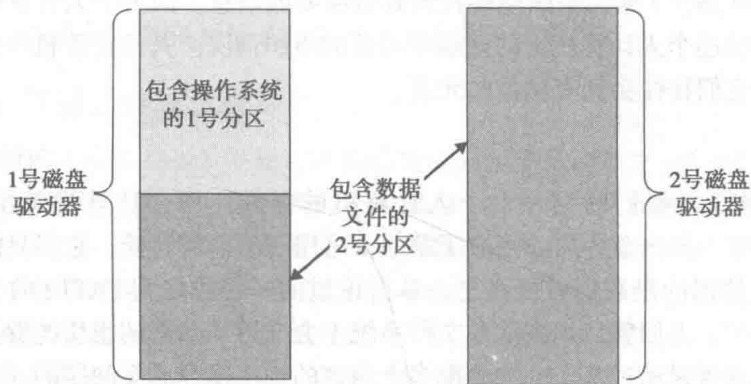 包含操作系统
的1号分区
1号磁盘
驱动器
包含数据
文件的
2号分区
2号磁盘
驱动器